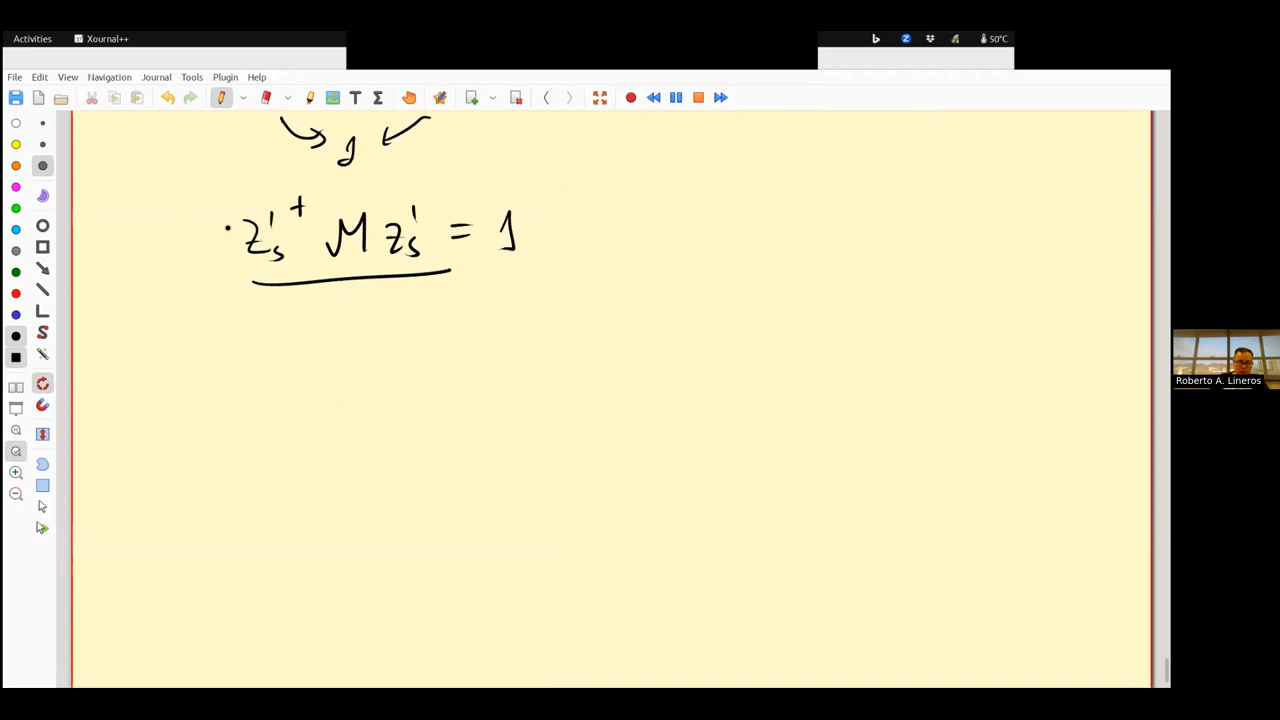 Activities Xournal++ 50°C
File Edit View Navigation Journal Tools Plugin Help
z's⁺ M z's = 1
Roberto A. Lineros